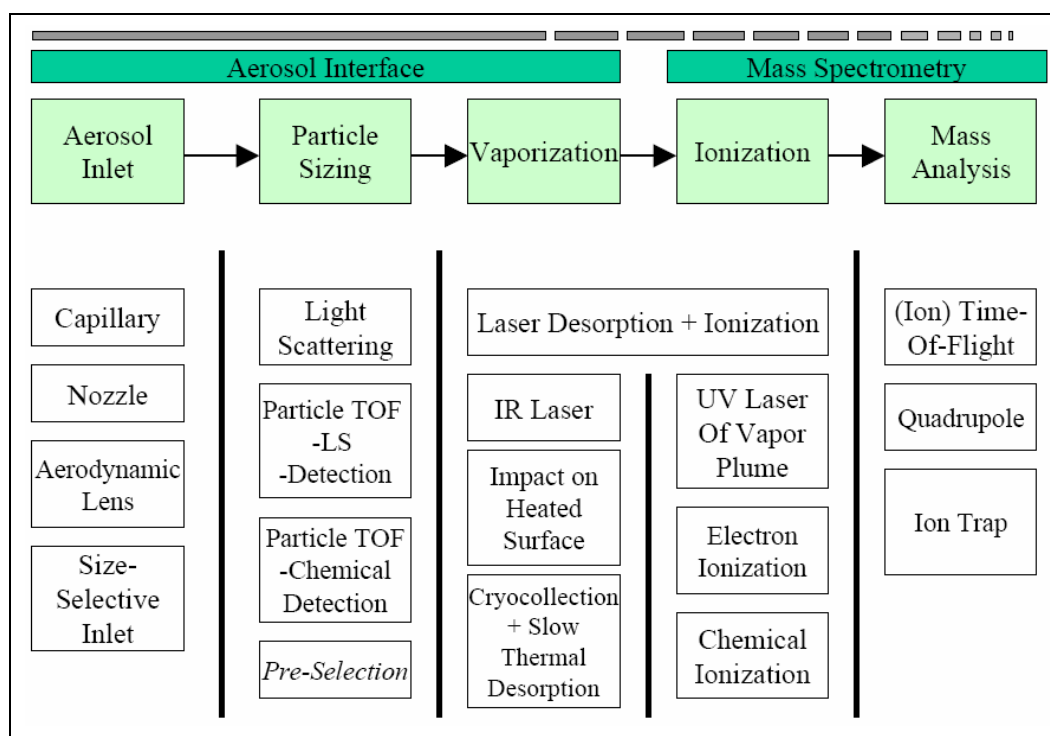 Aerosol Interface
Mass Spectrometry
Aerosol
Inlet
Particle
Sizing
Vaporization
Ionization
Mass
Analysis
Capillary
Nozzle
Aerodynamic
Lens
Size-
Selective
Inlet
Light
Scattering
Particle TOF
-LS
-Detection
Particle TOF
-Chemical
Detection
Pre-Selection
Laser Desorption + Ionization
IR Laser
Impact on
Heated
Surface
Cryocollection
+ Slow
Thermal
Desorption
UV Laser
Of Vapor
Plume
Electron
Ionization
Chemical
Ionization
(Ion) Time-
Of-Flight
Quadrupole
Ion Trap